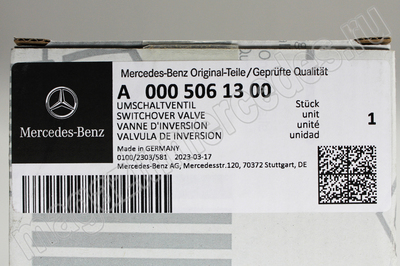 Mercedes-Benz Original-Teile/Geprüfte Qualität
A 000 506 13 00
UMSCHALTVENTIL Stück
SWITCHOVER VALVE unit
VANNE D'INVERSION unité 1
VALVULA DE INVERSION unidad
Made in GERMANY
0100/2303/581 2023-03-17
Mercedes-Benz AG, Mercedesstr.120, 70372 Stuttgart, DE
Mercedes-Benz